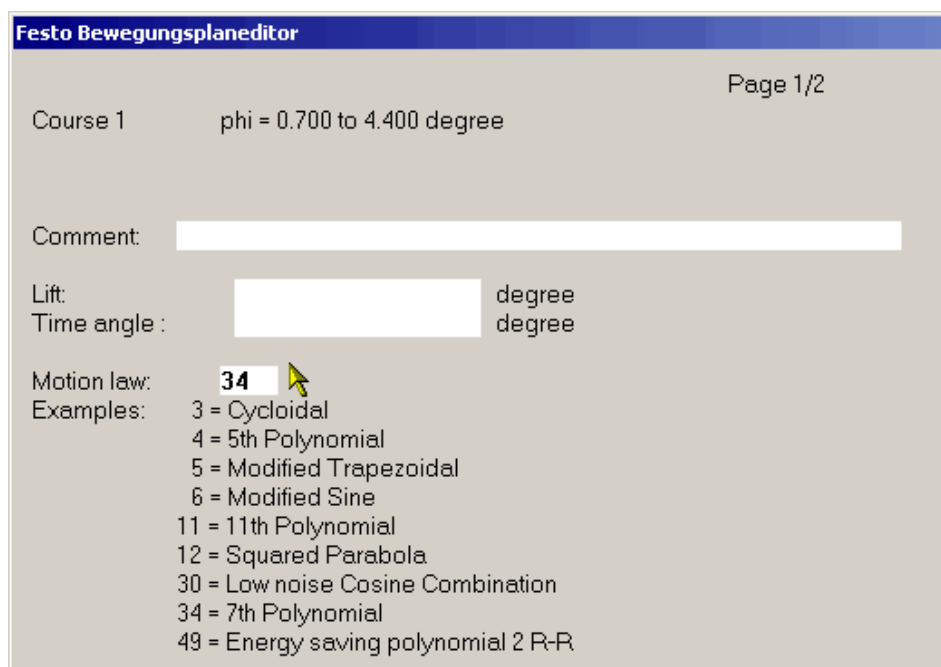 Festo Bewegungsplaneditor
Page 1/2
Course 1 phi = 0.700 to 4.400 degree
Comment:
Lift: degree
Time angle : degree
Motion law: 34
Examples: 3 = Cycloidal
4 = 5th Polynomial
5 = Modified Trapezoidal
6 = Modified Sine
11 = 11th Polynomial
12 = Squared Parabola
30 = Low noise Cosine Combination
34 = 7th Polynomial
49 = Energy saving polynomial 2 R-R